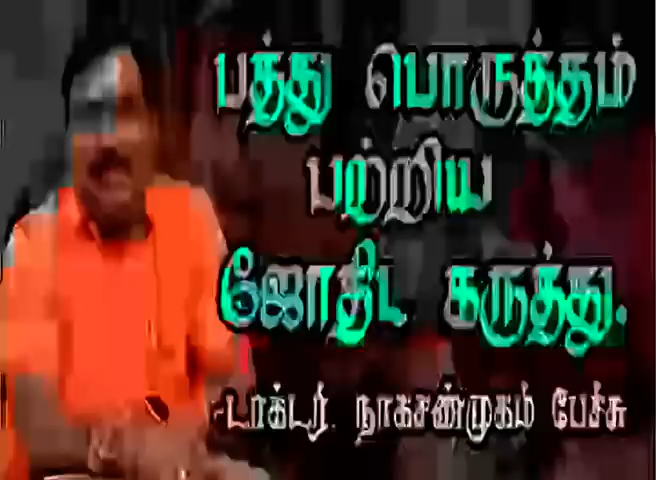 பத்து பொருத்தம்
பற்றிய
ஜோதிட கருத்து.
-டாக்டர். நாகசண்முகம் பேச்சு